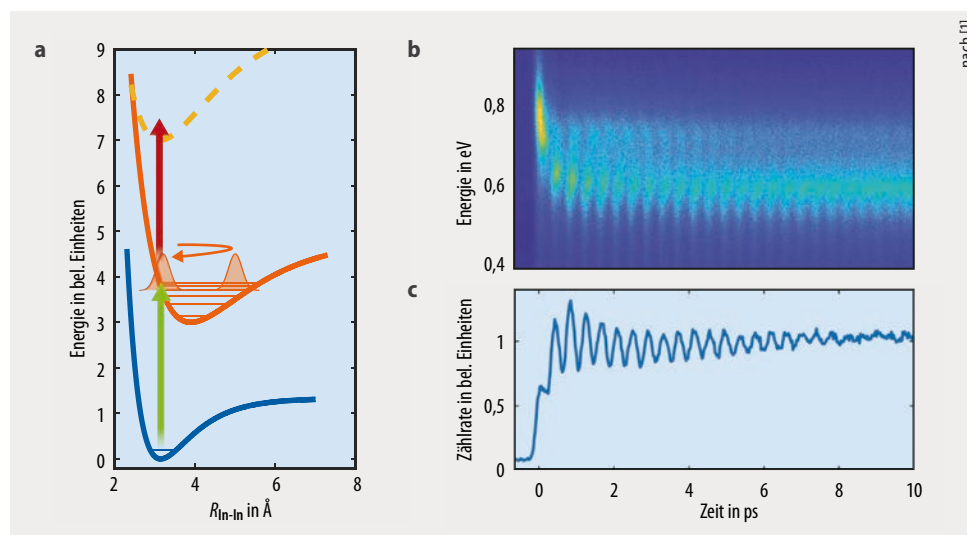 a
9
8
7
6
5
4
3
2
1
0
Energie in bel. Einheiten
2 4 6 8
R_In-In in Å
b
0,8
0,6
0,4
Energie in eV
c
1
0,5
0
Zählrate in bel. Einheiten
0 2 4 6 8 10
Zeit in ps
nach [1]